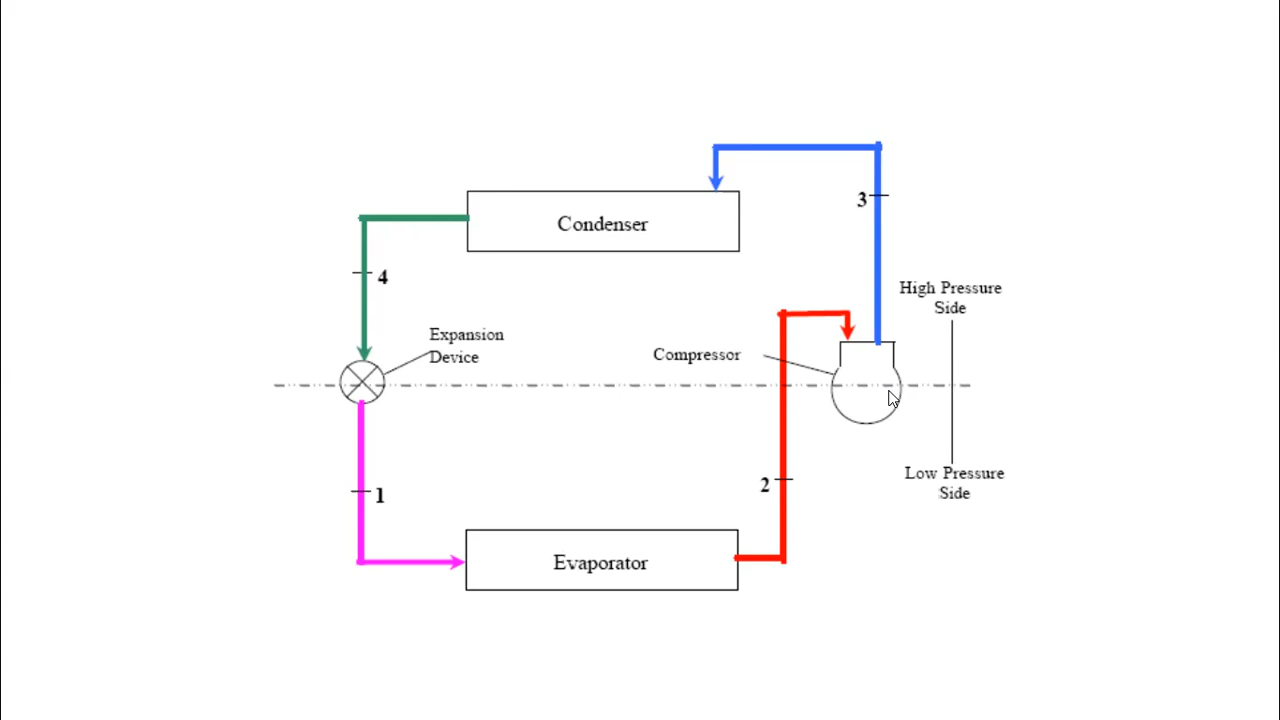 3
Condenser
4
High Pressure
Side
Expansion
Device
Compressor
2
1
Low Pressure
Side
Evaporator